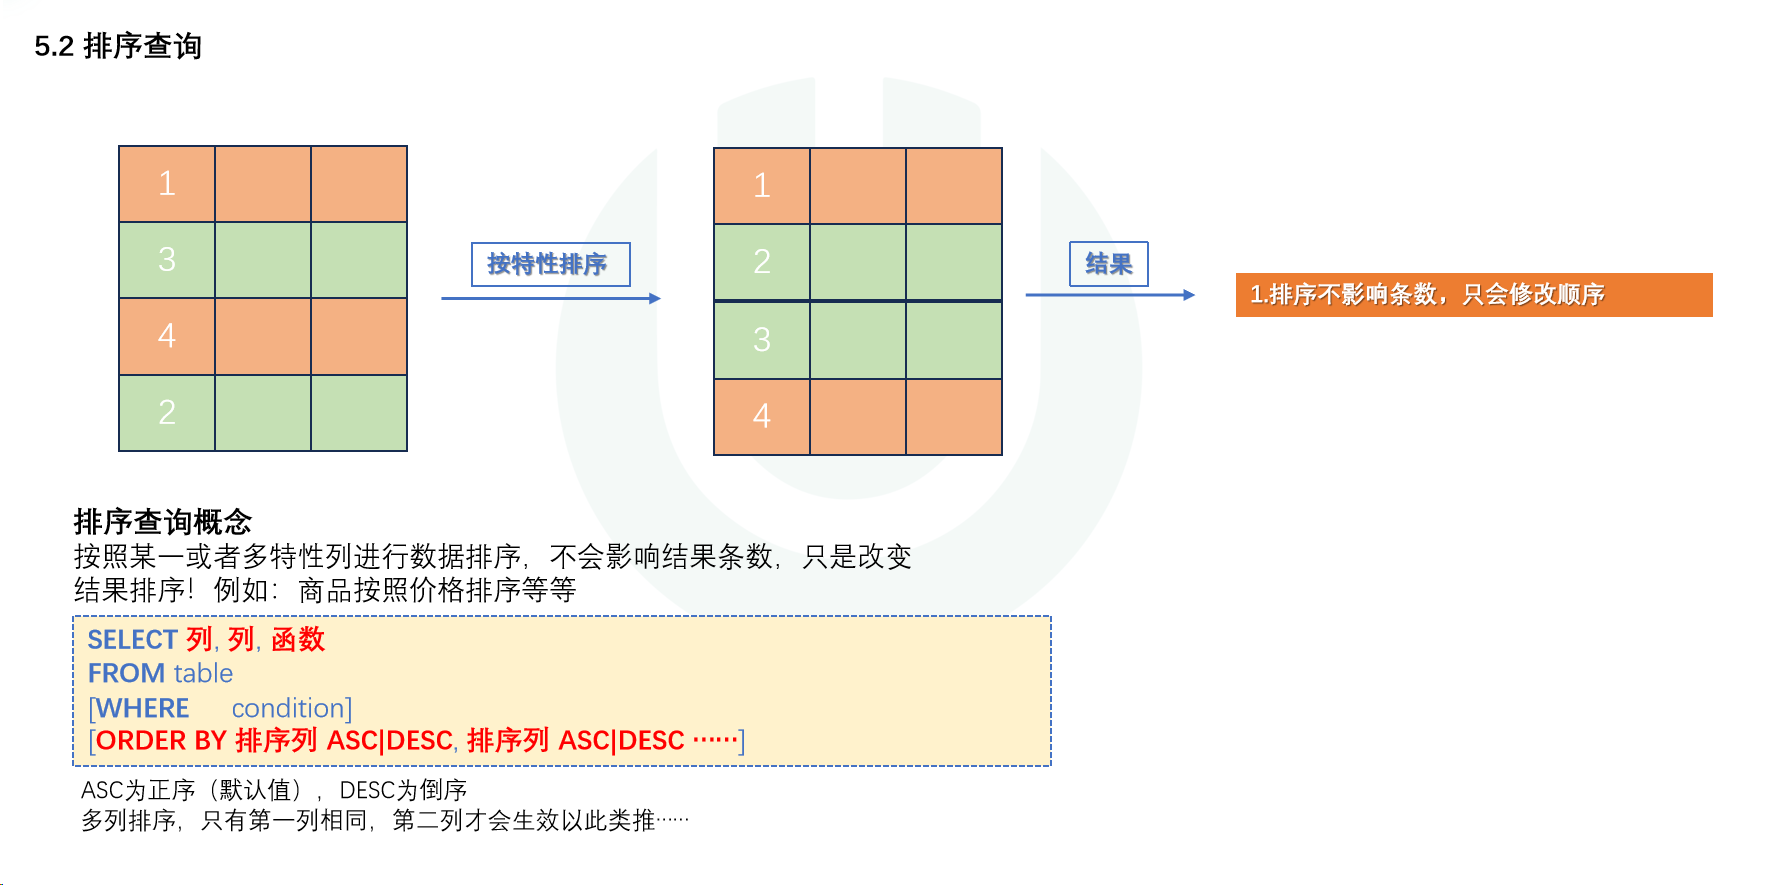 5.2 排序查询
1
3
4
2
按特性排序
1
2
3
4
结果
1.排序不影响条数，只会修改顺序
排序查询概念
按照某一或者多特性列进行数据排序，不会影响结果条数，只是改变
结果排序！例如：商品按照价格排序等等
SELECT 列, 列, 函数
FROM table
[WHERE condition]
[ORDER BY 排序列 ASC|DESC, 排序列 ASC|DESC ……]
ASC为正序（默认值），DESC为倒序
多列排序，只有第一列相同，第二列才会生效以此类推……